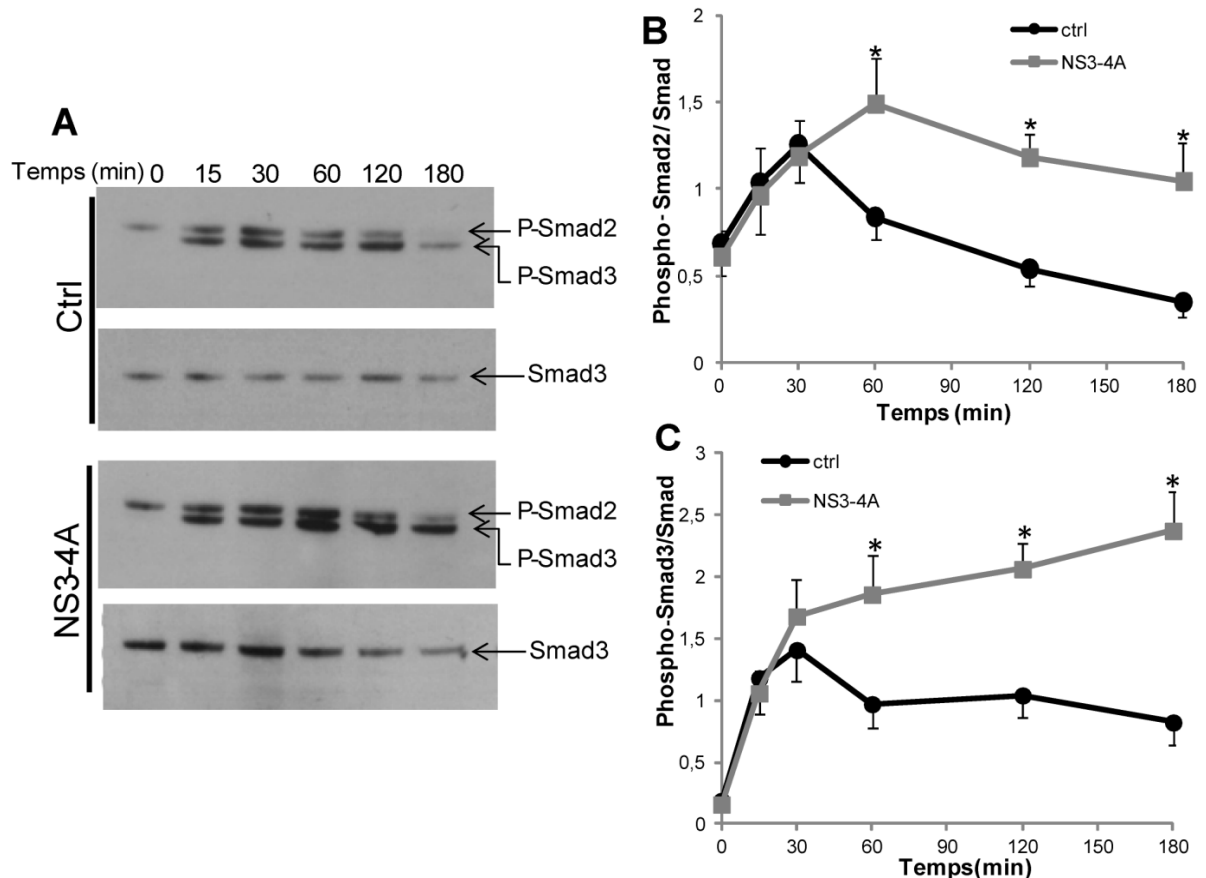 A
Temps (min) 0 15 30 60 120 180
Ctrl
P-Smad2
P-Smad3
Smad3
NS3-4A
P-Smad2
P-Smad3
Smad3
B
ctrl
NS3-4A
Phospho- Smad2/ Smad
2
1,5
1
0,5
0
* * *
0 30 60 90 120 150 180
Temps (min)
C
ctrl
NS3-4A
Phospho-Smad3/Smad
3
2,5
2
1,5
1
0,5
0
* * *
0 30 60 90 120 150 180
Temps(min)